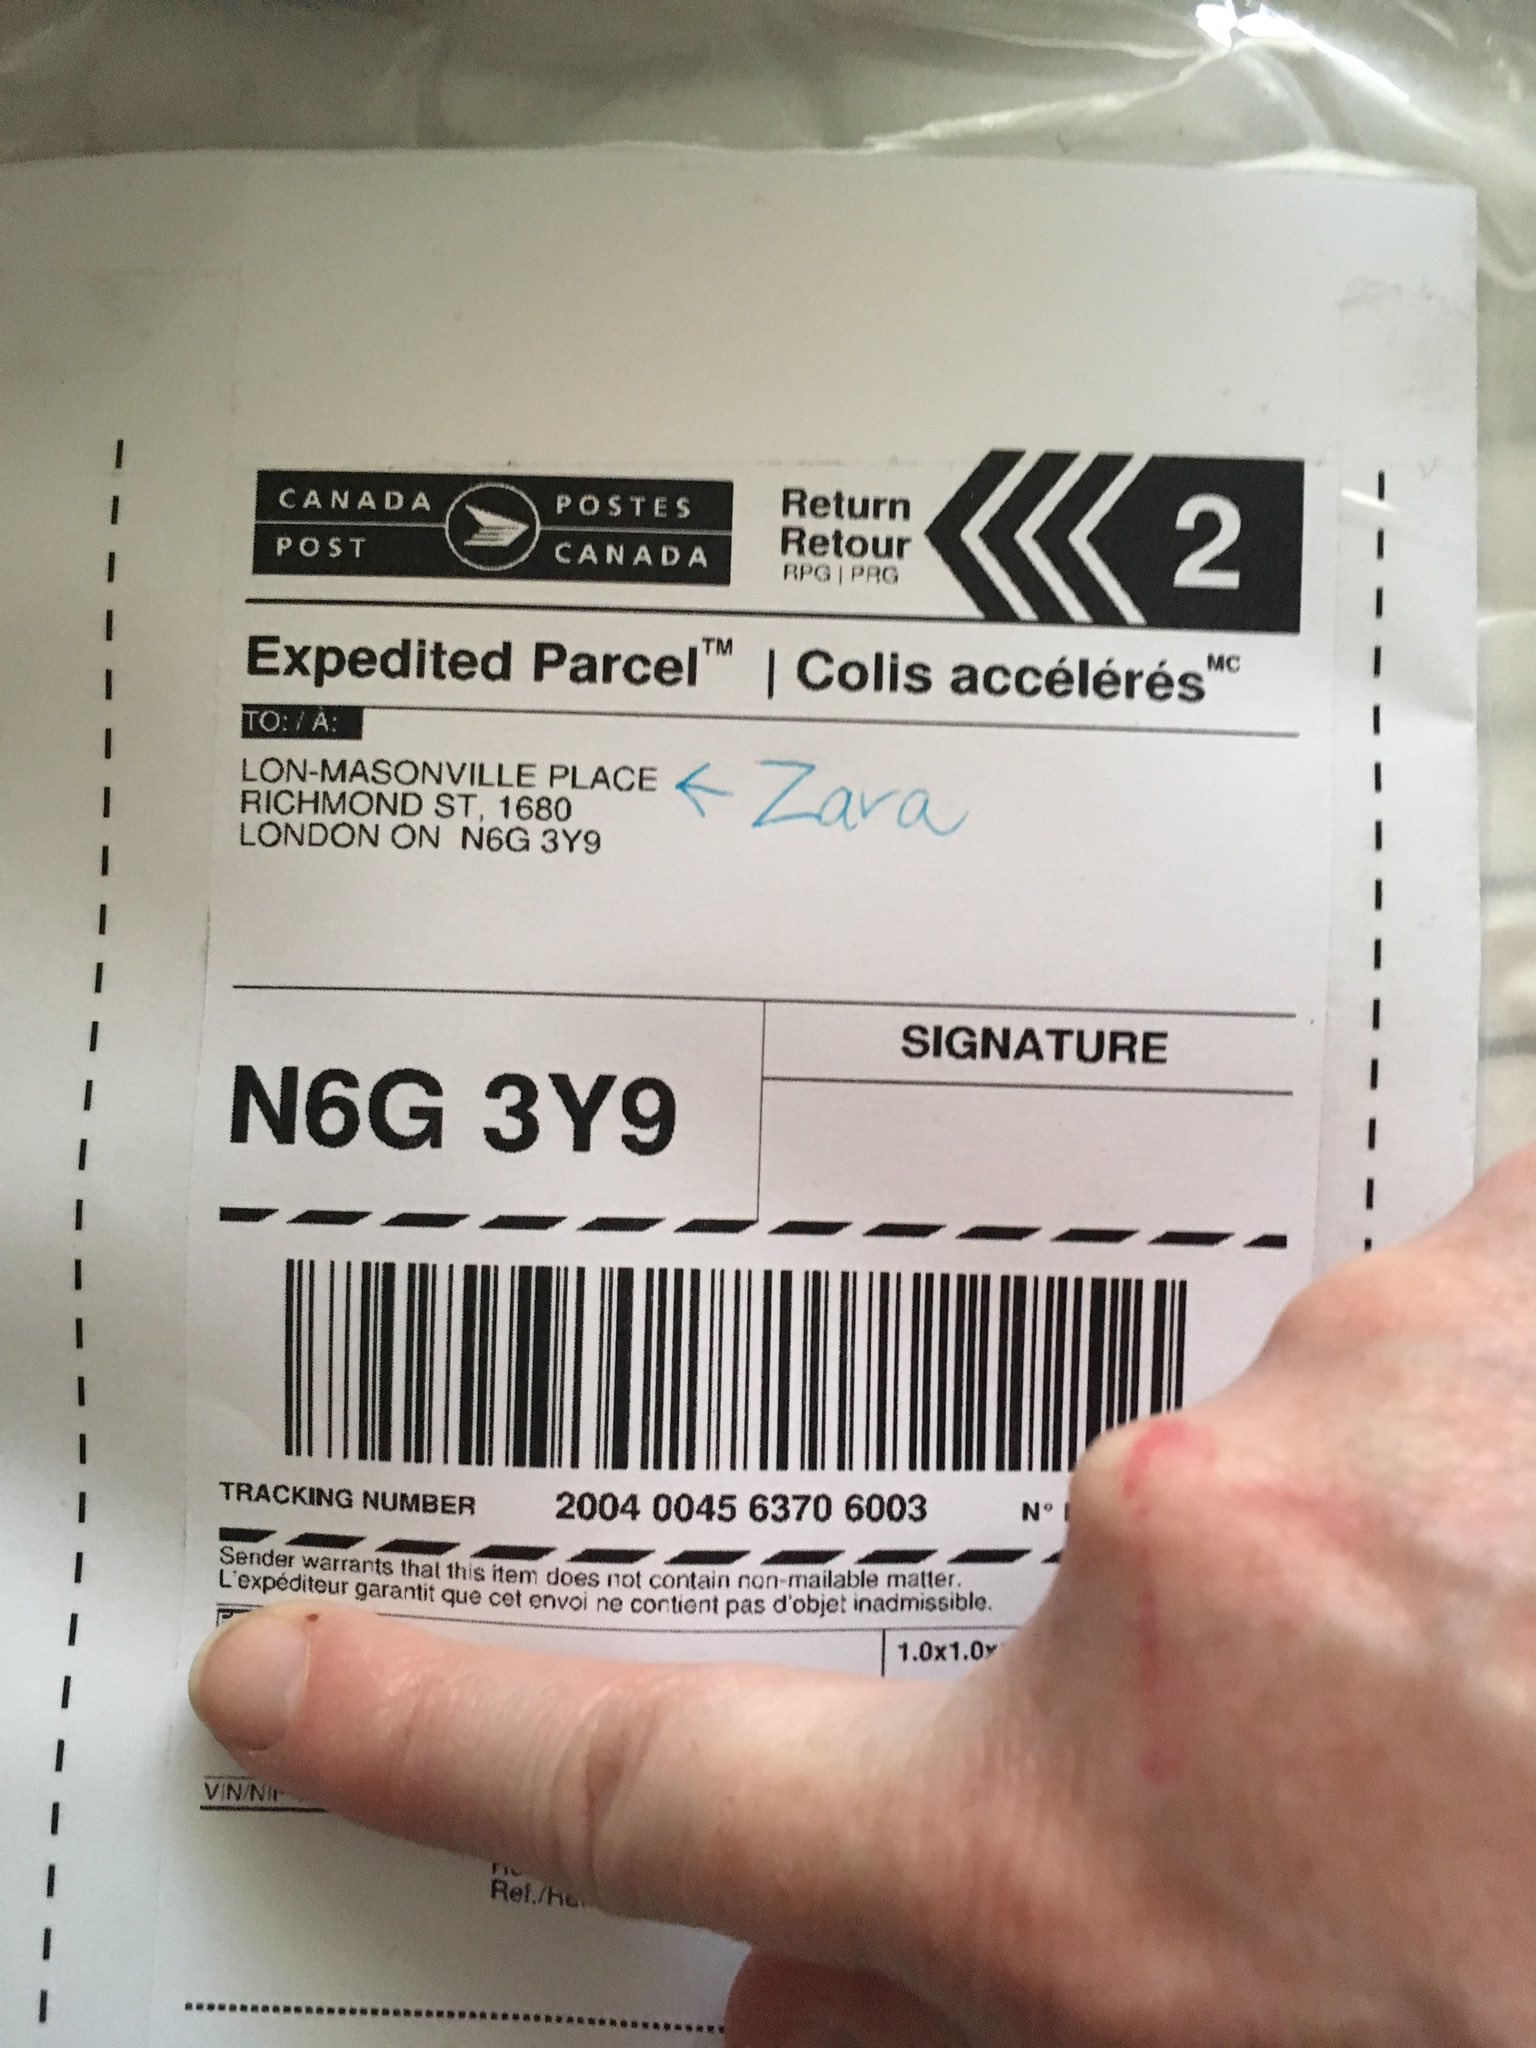 CANADA POSTES
POST CANADA
Return
Retour
RPG | PRG
2
Expedited Parcel™ | Colis accélérés MC
TO: / À:
LON-MASONVILLE PLACE ← Zara
RICHMOND ST, 1680
LONDON ON N6G 3Y9
SIGNATURE
N6G 3Y9
TRACKING NUMBER 2004 0045 6370 6003 N°
Sender warrants that this item does not contain non-mailable matter.
L'expéditeur garantit que cet envoi ne contient pas d'objet inadmissible.
1.0x1.0x
Ref./